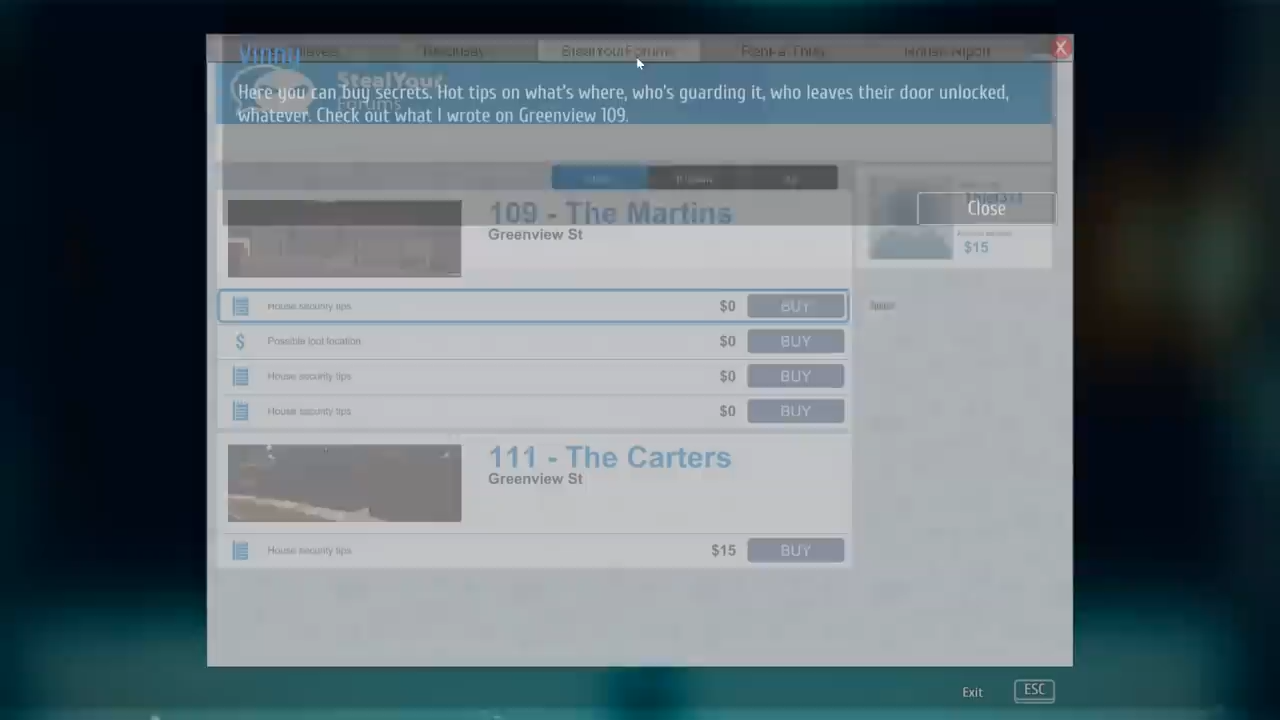 Vinny
StealYourForums
StealYour
Forums
Here you can buy secrets. Hot tips on what's where, who's guarding it, who leaves their door unlocked,
whatever. Check out what I wrote on Greenview 109.
Close
109 - The Martins
Greenview St
$15
House security tips $0 BUY
Possible loot location $0 BUY
House security tips $0 BUY
House security tips $0 BUY
111 - The Carters
Greenview St
House security tips $15 BUY
Exit ESC